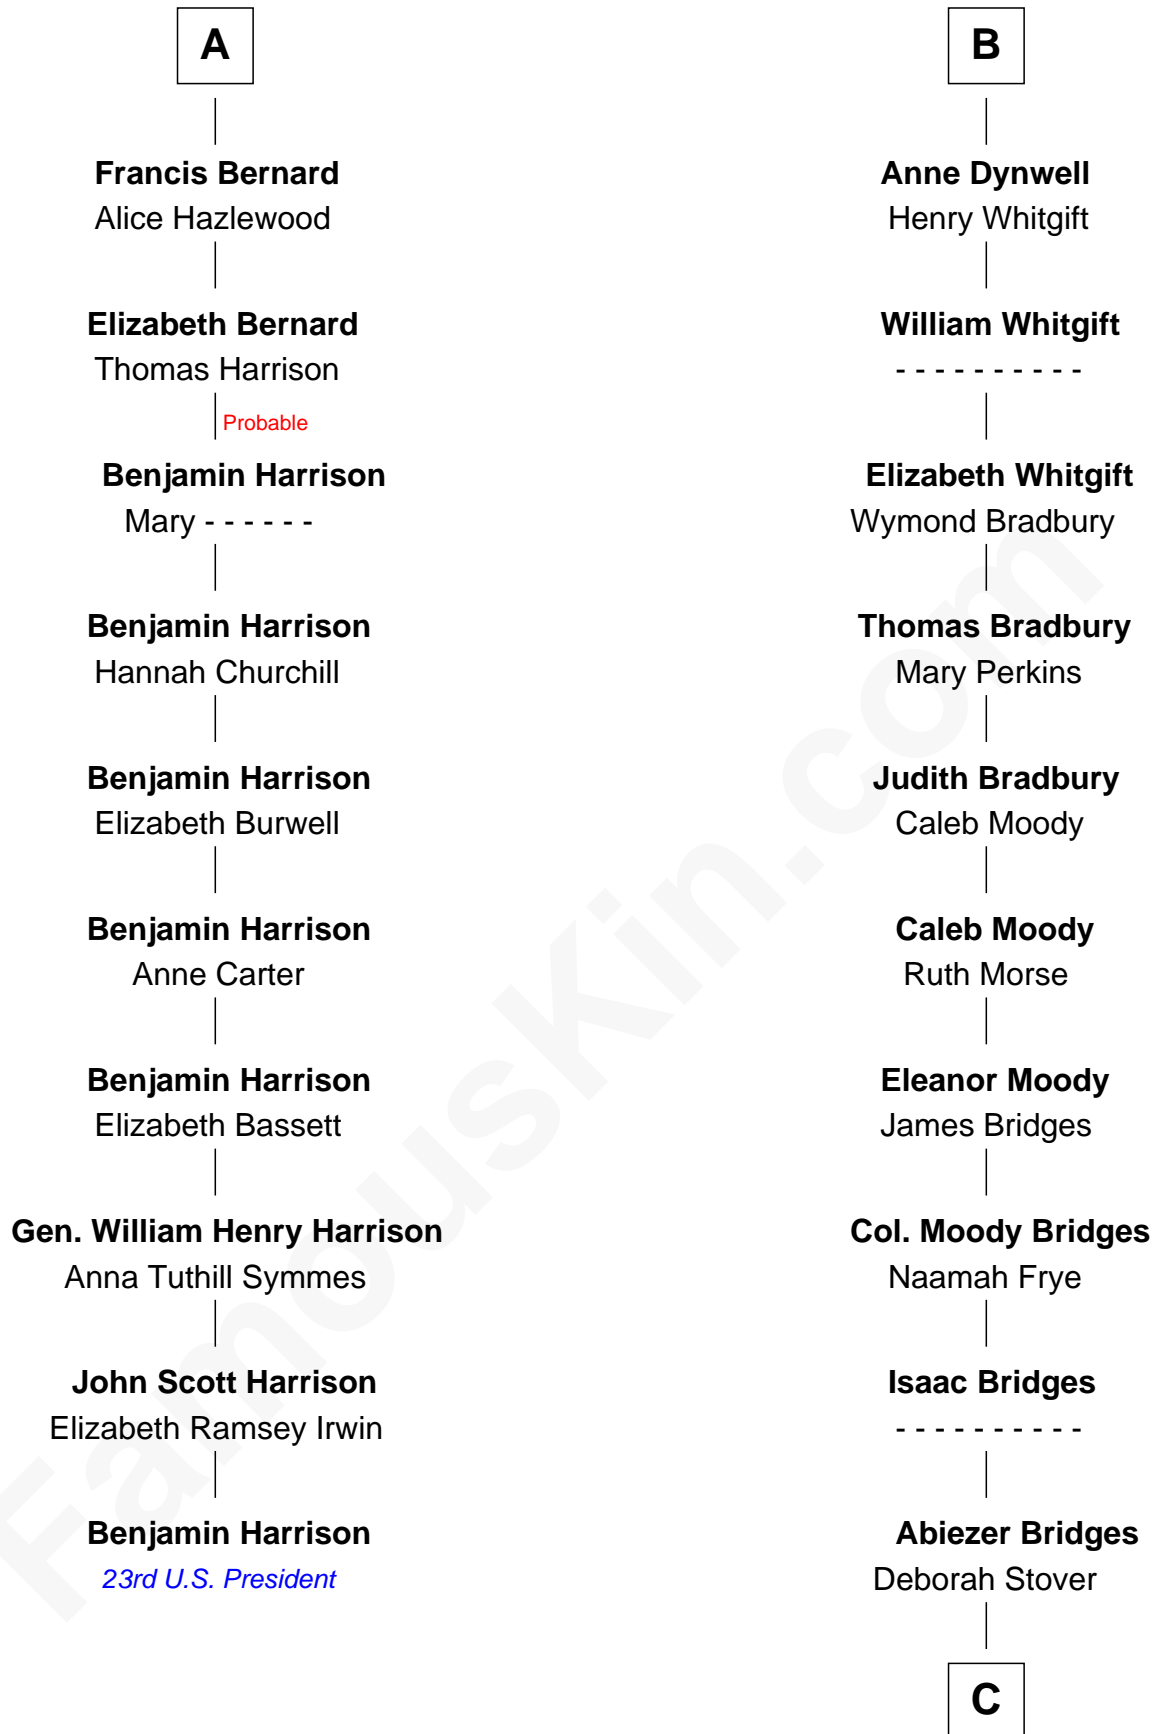 A
Francis Bernard
Alice Hazlewood
Elizabeth Bernard
Thomas Harrison
Probable
Benjamin Harrison
Mary - - - - - -
Benjamin Harrison
Hannah Churchill
Benjamin Harrison
Elizabeth Burwell
Benjamin Harrison
Anne Carter
Benjamin Harrison
Elizabeth Bassett
Gen. William Henry Harrison
Anna Tuthill Symmes
John Scott Harrison
Elizabeth Ramsey Irwin
Benjamin Harrison
23rd U.S. President
B
Anne Dynwell
Henry Whitgift
William Whitgift
- - - - - - - - - -
Elizabeth Whitgift
Wymond Bradbury
Thomas Bradbury
Mary Perkins
Judith Bradbury
Caleb Moody
Caleb Moody
Ruth Morse
Eleanor Moody
James Bridges
Col. Moody Bridges
Naamah Frye
Isaac Bridges
- - - - - - - - - -
Abiezer Bridges
Deborah Stover
C
FamousKin.com